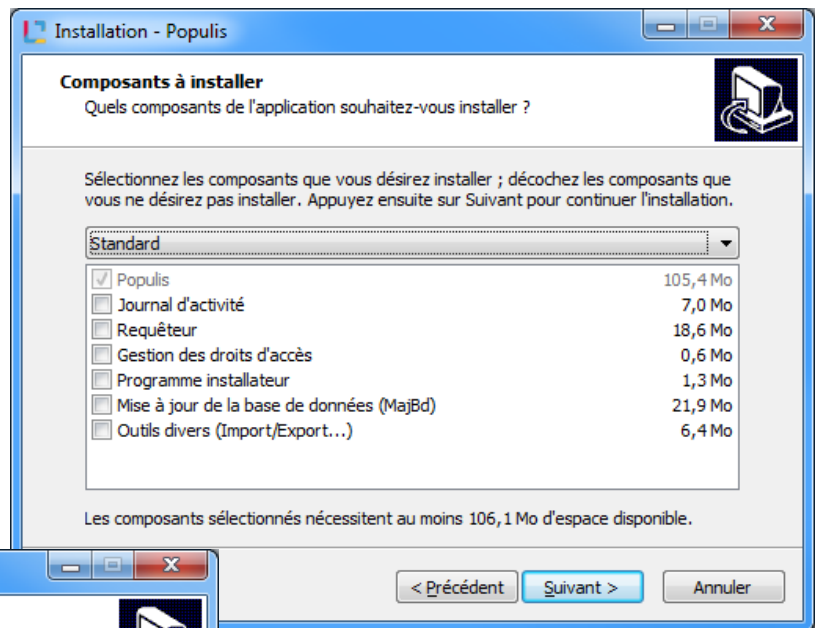 Installation - Populis
Composants à installer
Quels composants de l'application souhaitez-vous installer ?
Sélectionnez les composants que vous désirez installer ; décochez les composants que
vous ne désirez pas installer. Appuyez ensuite sur Suivant pour continuer l'installation.
Standard
Populis 105,4 Mo
Journal d'activité 7,0 Mo
Requêteur 18,6 Mo
Gestion des droits d'accès 0,6 Mo
Programme installateur 1,3 Mo
Mise à jour de la base de données (MajBd) 21,9 Mo
Outils divers (Import/Export...) 6,4 Mo
Les composants sélectionnés nécessitent au moins 106,1 Mo d'espace disponible.
< Précédent Suivant > Annuler